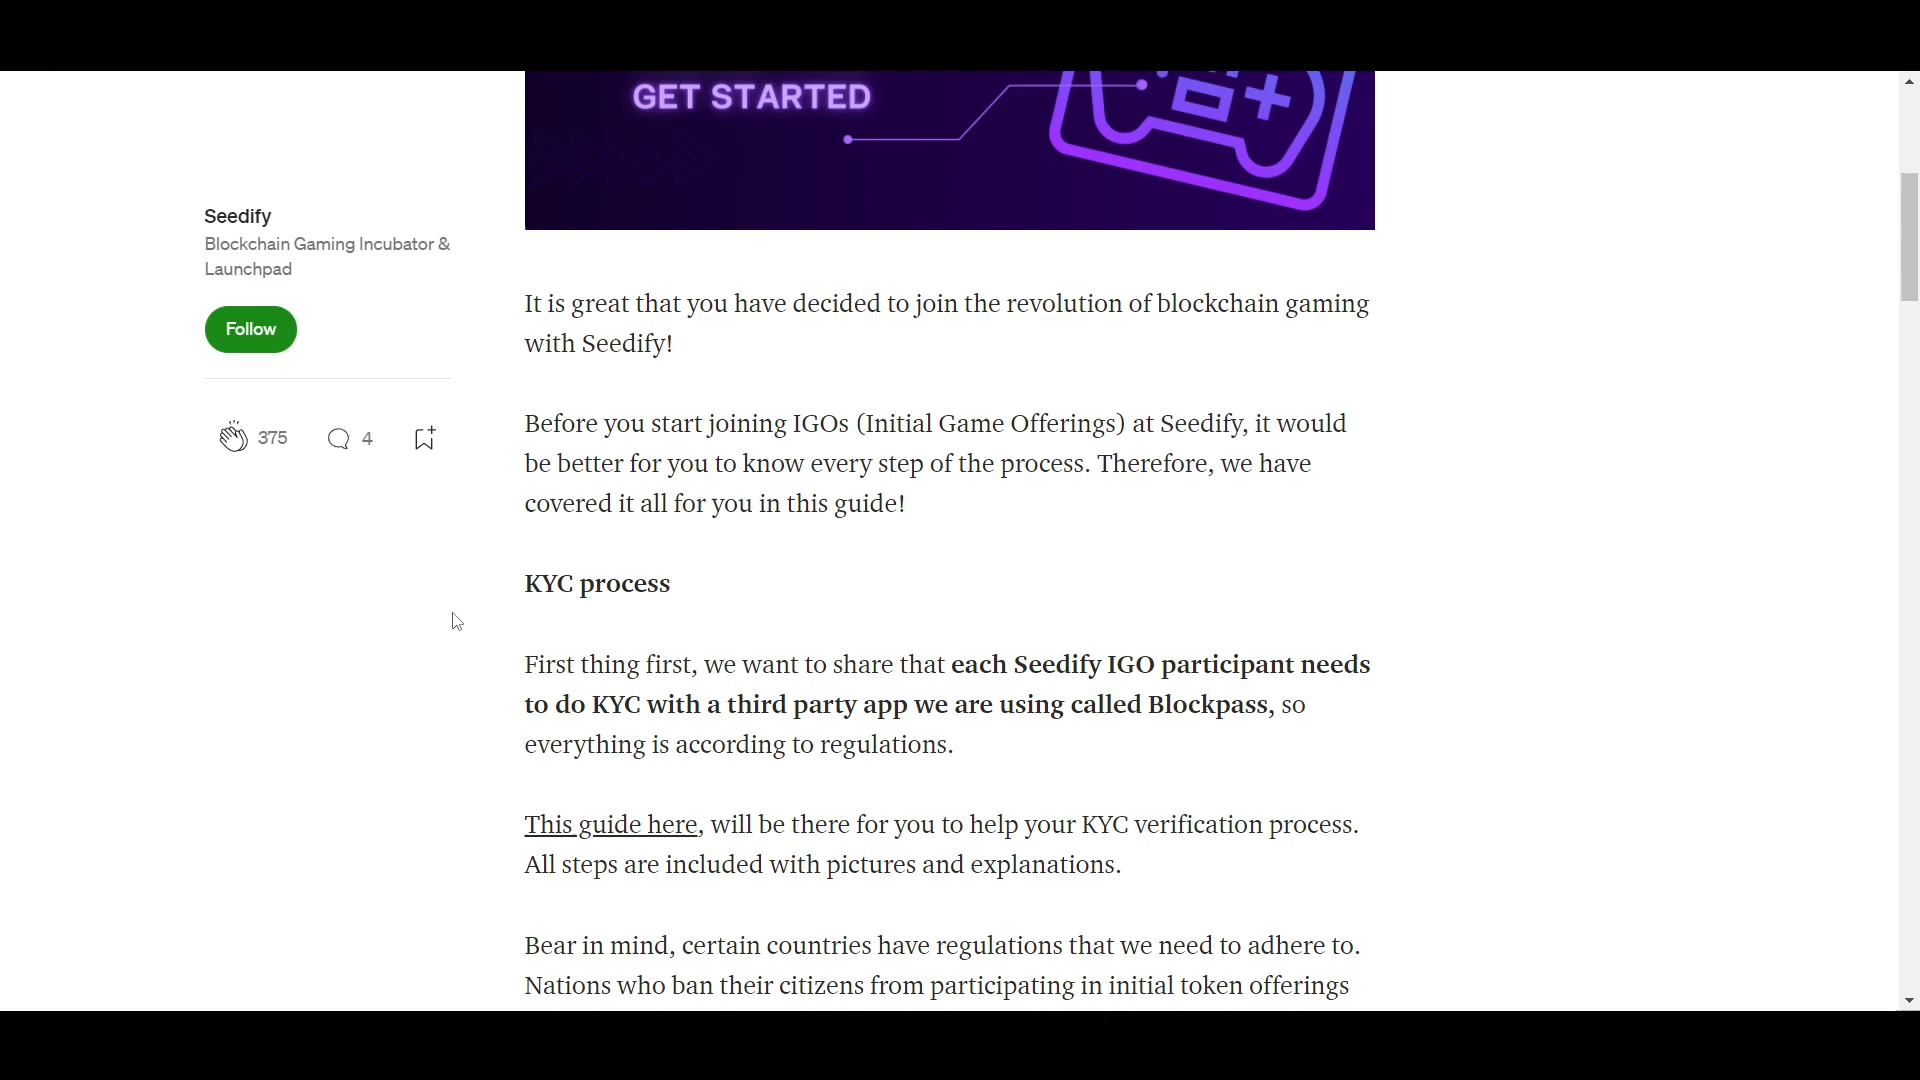 GET STARTED
Seedify
Blockchain Gaming Incubator &
Launchpad
Follow
375
4
It is great that you have decided to join the revolution of blockchain gaming
with Seedify!
Before you start joining IGOs (Initial Game Offerings) at Seedify, it would
be better for you to know every step of the process. Therefore, we have
covered it all for you in this guide!
KYC process
First thing first, we want to share that each Seedify IGO participant needs
to do KYC with a third party app we are using called Blockpass, so
everything is according to regulations.
This guide here, will be there for you to help your KYC verification process.
All steps are included with pictures and explanations.
Bear in mind, certain countries have regulations that we need to adhere to.
Nations who ban their citizens from participating in initial token offerings